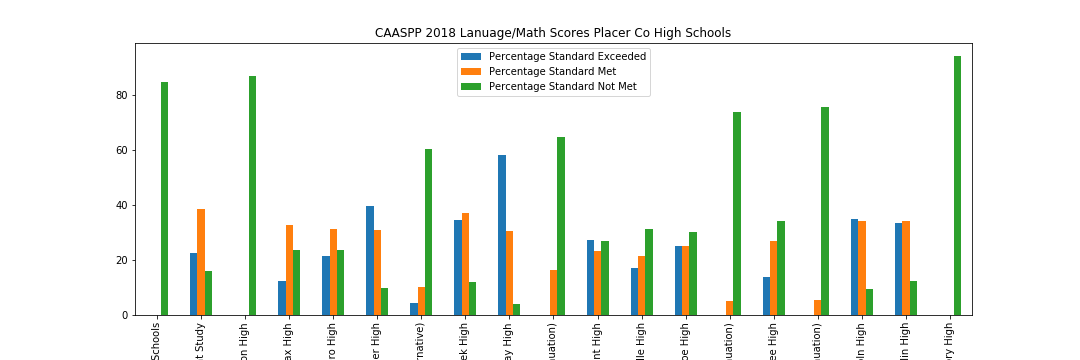 CAASPP 2018 Lanuage/Math Scores Placer Co High Schools
Percentage Standard Exceeded
Percentage Standard Met
Percentage Standard Not Met
80
60
40
20
0
Schools
t Study
on High
ax High
ro High
er High
rnative)
ek High
ay High
uation)
nt High
lle High
be High
uation)
ee High
uation)
ln High
lin High
ry High